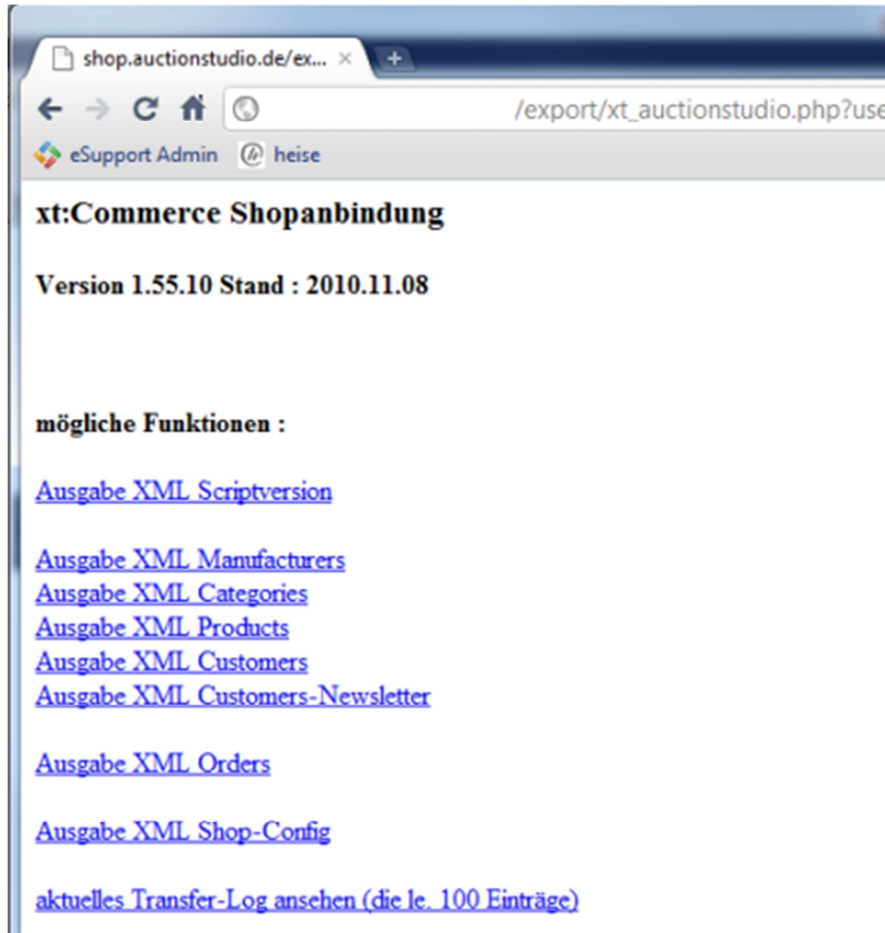 shop.auctionstudio.de/ex...
/export/xt_auctionstudio.php?use
eSupport Admin heise
xt:Commerce Shopanbindung
Version 1.55.10 Stand : 2010.11.08
mögliche Funktionen :
Ausgabe XML Scriptversion
Ausgabe XML Manufacturers
Ausgabe XML Categories
Ausgabe XML Products
Ausgabe XML Customers
Ausgabe XML Customers-Newsletter
Ausgabe XML Orders
Ausgabe XML Shop-Config
aktuelles Transfer-Log ansehen (die le. 100 Einträge)